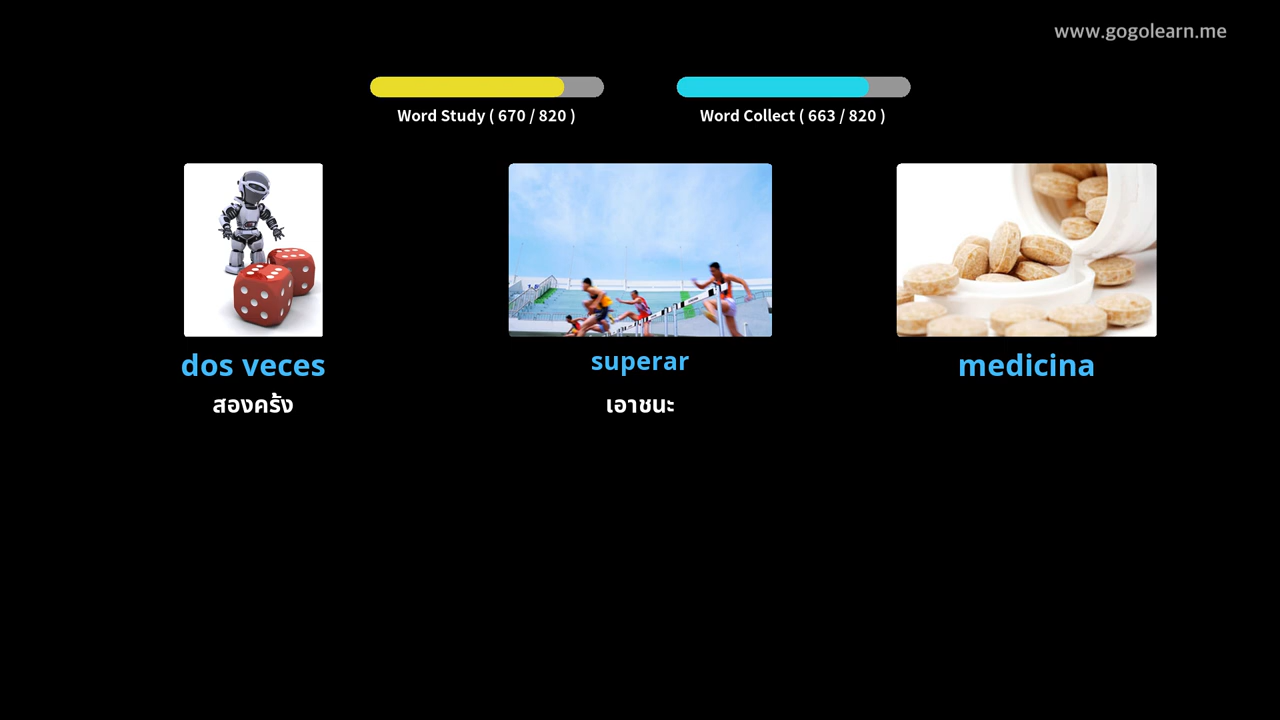 www.gogolearn.me
Word Study ( 670 / 820 )
Word Collect ( 663 / 820 )
dos veces
สองครั้ง
superar
เอาชนะ
medicina